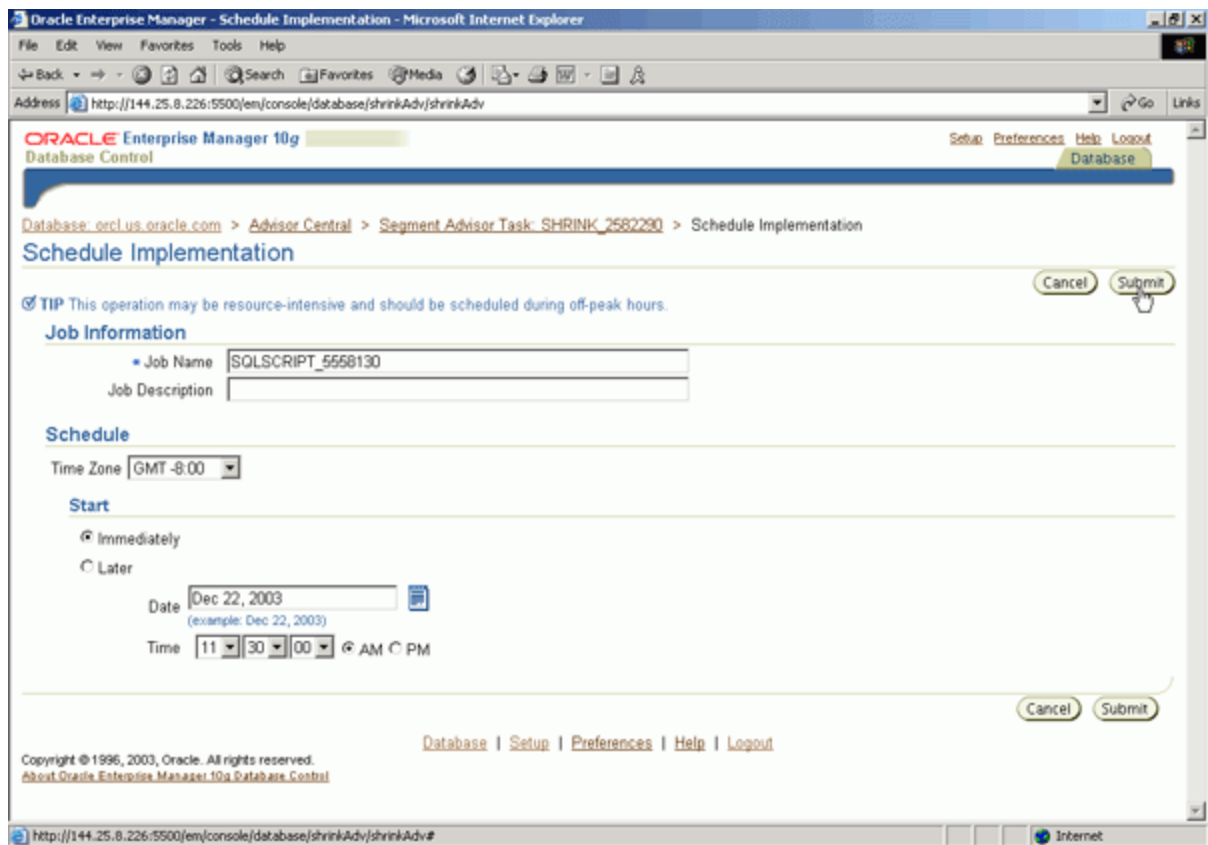 Oracle Enterprise Manager - Schedule Implementation - Microsoft Internet Explorer
File Edit View Favorites Tools Help
Back Search Favorites Media
Address http://144.25.8.226:5500/em/console/database/shrinkAdv/shrinkAdv Go Links
ORACLE Enterprise Manager 10g
Database Control
Setup Preferences Help Logout
Database
Database: orcl.us.oracle.com > Advisor Central > Segment Advisor Task: SHRINK_2582290 > Schedule Implementation
Schedule Implementation
Cancel Submit
TIP This operation may be resource-intensive and should be scheduled during off-peak hours.
Job Information
* Job Name SQLSCRIPT_5558130
Job Description
Schedule
Time Zone GMT -8:00
Start
Immediately
Later
Date Dec 22, 2003
(example: Dec 22, 2003)
Time 11 30 00 AM PM
Cancel Submit
Database | Setup | Preferences | Help | Logout
Copyright © 1996, 2003, Oracle. All rights reserved.
About Oracle Enterprise Manager 10g Database Control
http://144.25.8.226:5500/em/console/database/shrinkAdv/shrinkAdv# Internet